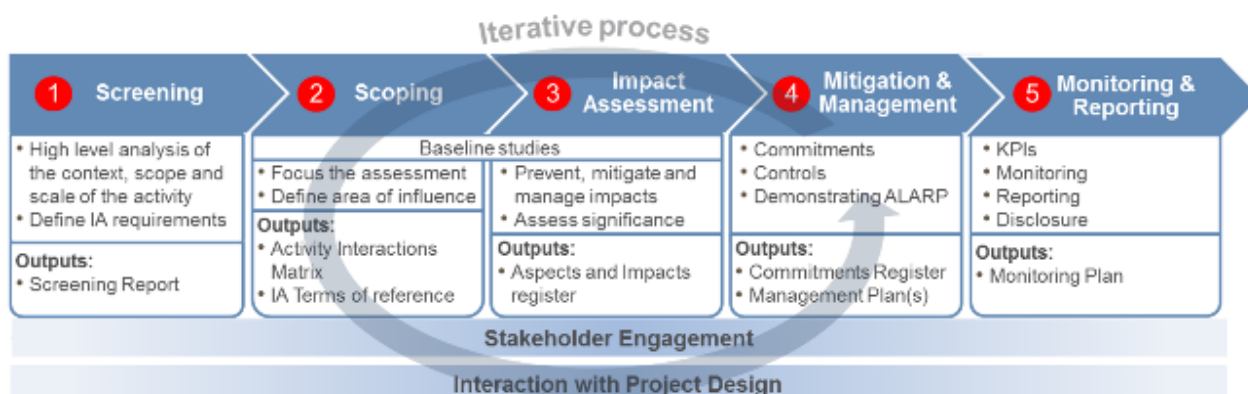 Iterative process
1 Screening
• High level analysis of
the context, scope and
scale of the activity
• Define IA requirements
Outputs:
• Screening Report
2 Scoping
3 Impact
Assessment
Baseline studies
• Focus the assessment
• Define area of influence
Outputs:
• Activity Interactions
Matrix
• IA Terms of reference
• Prevent, mitigate and
manage impacts
• Assess significance
Outputs:
• Aspects and Impacts
register
4 Mitigation &
Management
• Commitments
• Controls
• Demonstrating ALARP
Outputs:
• Commitments Register
• Management Plan(s)
5 Monitoring &
Reporting
• KPIs
• Monitoring
• Reporting
• Disclosure
Outputs:
• Monitoring Plan
Stakeholder Engagement
Interaction with Project Design